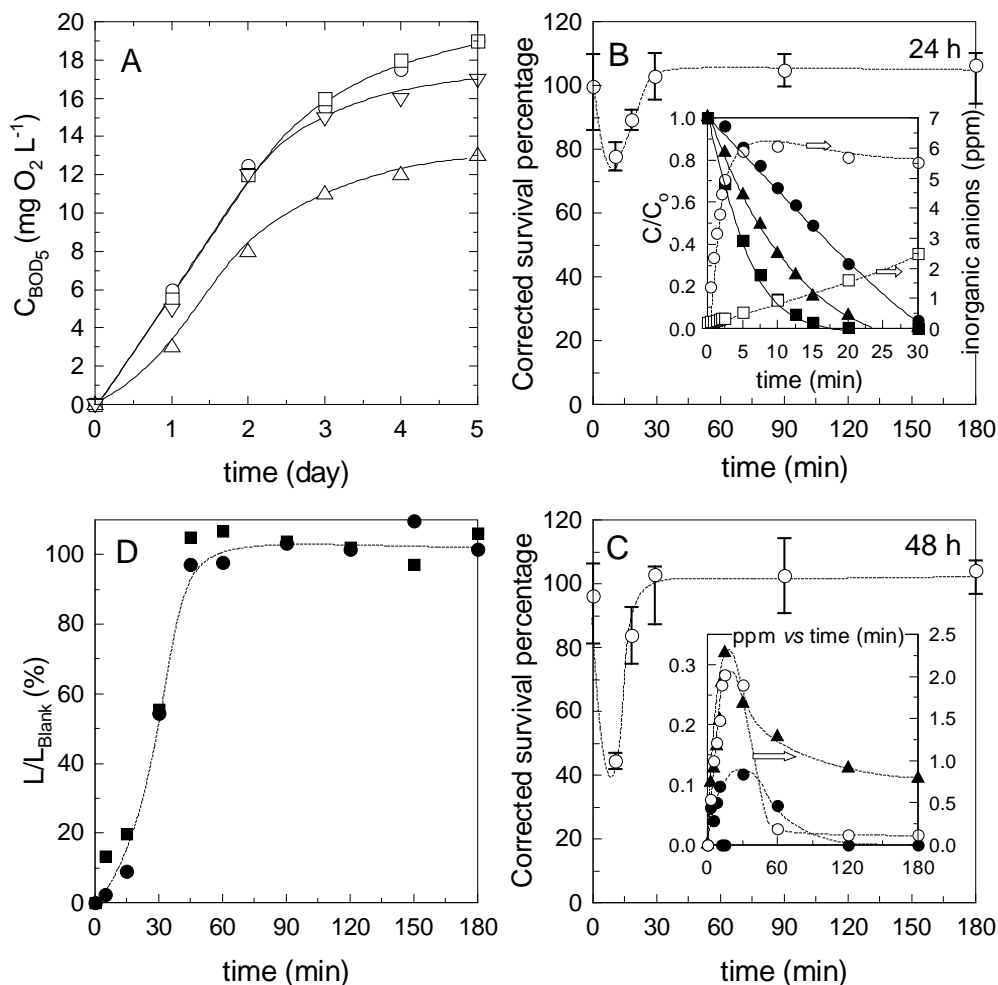 A
C_BOD5 (mg O2 L-1)
20
18
16
14
12
10
8
6
4
2
0
0 1 2 3 4 5
time (day)
B
24 h
Corrected survival percentage
120
100
80
60
40
20
0
0 30 60 90 120 150 180
time (min)
C/Co
1.0
0.8
0.6
0.4
0.2
0.0
0 5 10 15 20 25 30
time (min)
7
6
5
4
3
2
1
0
inorganic anions (ppm)
D
L/LBlank (%)
100
80
60
40
20
0
0 30 60 90 120 150 180
time (min)
C
48 h
Corrected survival percentage
120
100
80
60
40
20
0
0 30 60 90 120 150 180
time (min)
ppm vs time (min)
0.3
0.2
0.1
0.0
0 60 120 180
2.5
2.0
1.5
1.0
0.5
0.0